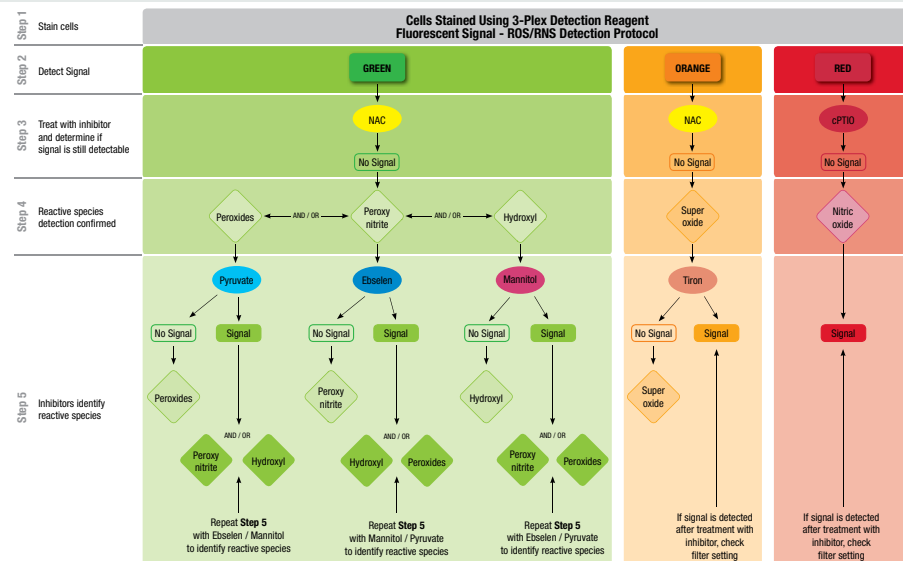 Cells Stained Using 3-Plex Detection Reagent
Fluorescent Signal - ROS/RNS Detection Protocol
Step 1
Stain cells
Step 2
Detect Signal
GREEN
ORANGE
RED
Step 3
Treat with inhibitor
and determine if
signal is still detectable
NAC
NAC
cPTIO
No Signal
No Signal
No Signal
Step 4
Reactive species
detection confirmed
Peroxides
AND / OR
Peroxy
nitrite
AND / OR
Hydroxyl
Super
oxide
Nitric
oxide
Step 5
Inhibitors identify
reactive species
Pyruvate
Ebselen
Mannitol
Tiron
No Signal
Signal
No Signal
Signal
No Signal
Signal
No Signal
Signal
Signal
Peroxides
Peroxy
nitrite
Hydroxyl
Super
oxide
AND / OR
Peroxy
nitrite
Hydroxyl
AND / OR
Hydroxyl
Peroxides
AND / OR
Peroxy
nitrite
Peroxides
Repeat Step 5
with Ebselen / Mannitol
to identify reactive species
Repeat Step 5
with Mannitol / Pyruvate
to identify reactive species
Repeat Step 5
with Ebselen / Pyruvate
to identify reactive species
If signal is detected
after treatment with
inhibitor, check
filter setting
If signal is detected
after treatment with
inhibitor, check
filter setting